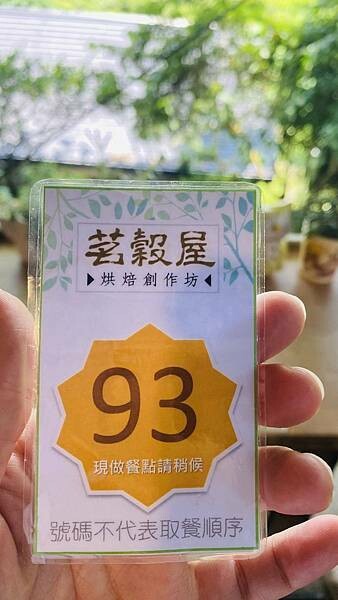 茗穀屋
烘焙創作坊
93
現做餐點請稍候
號碼不代表取餐順序